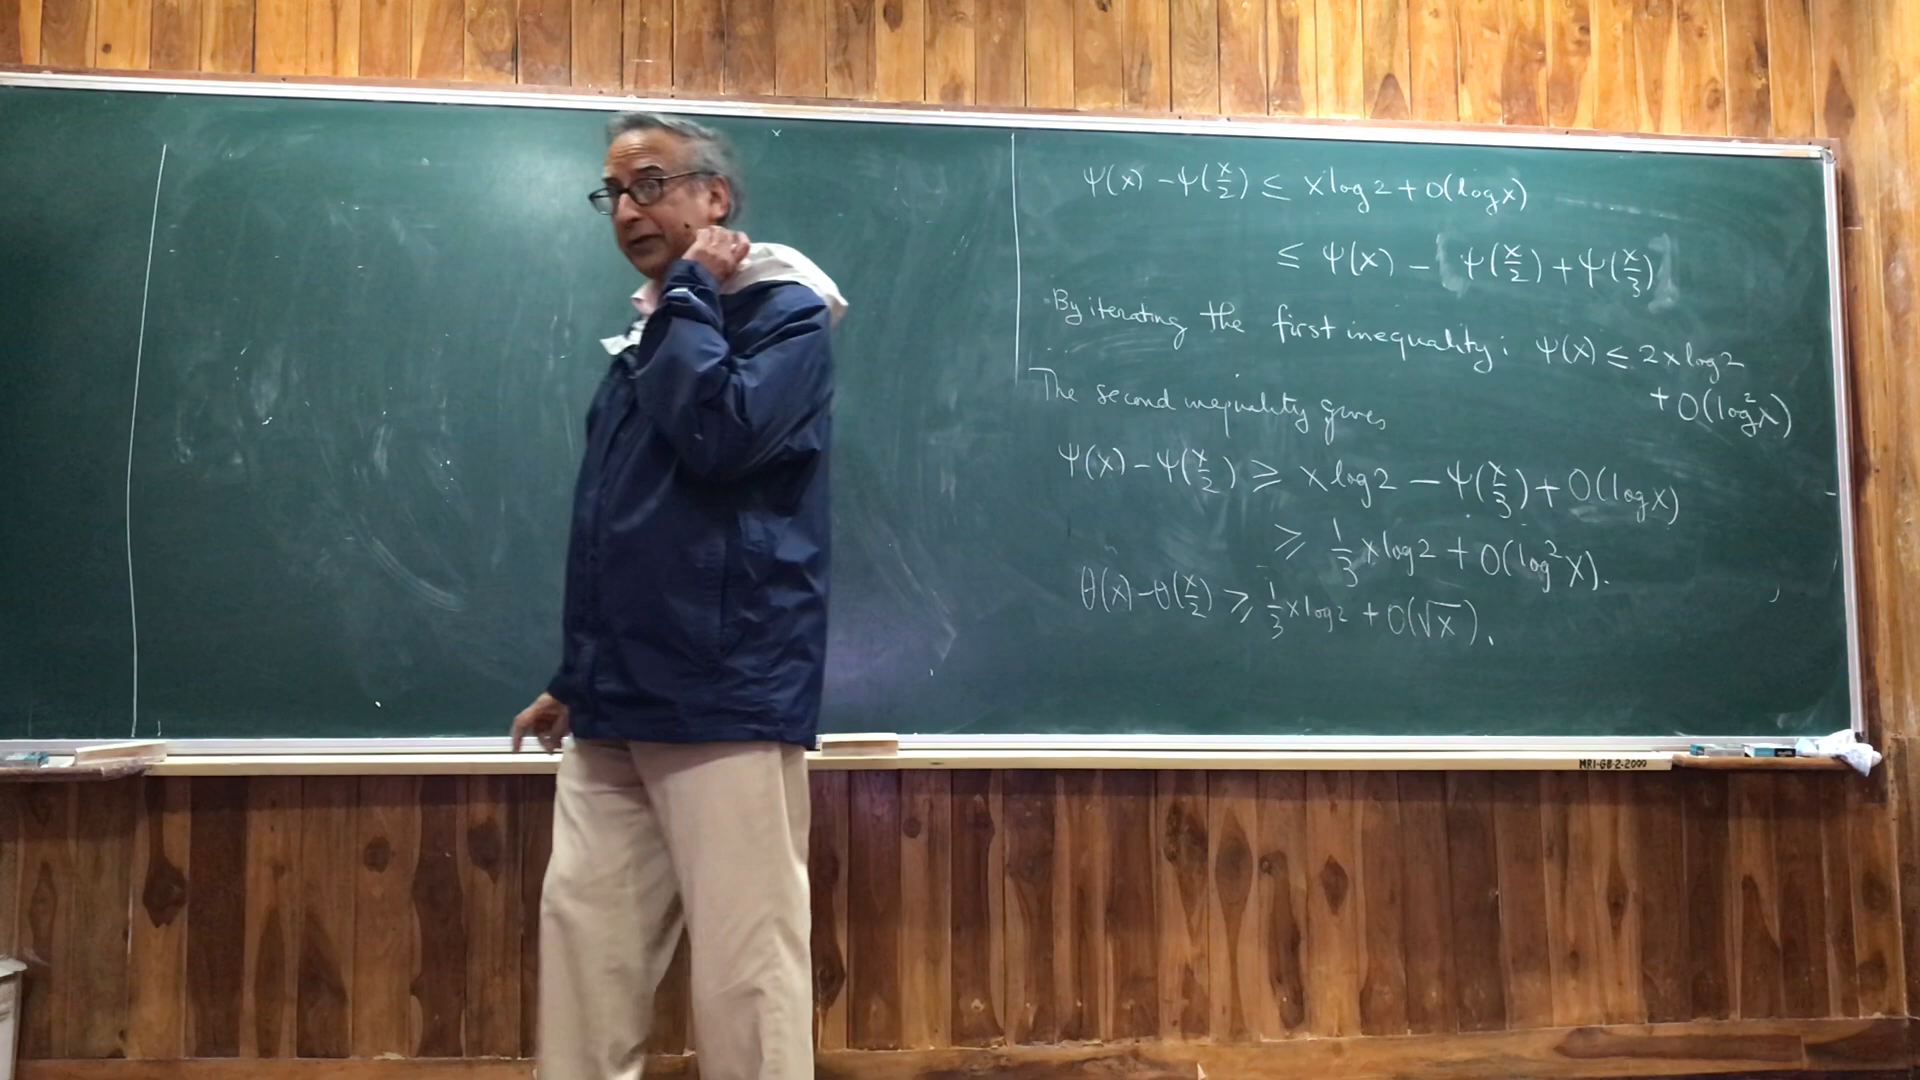 ψ(x) - ψ(x/2) ≤ x log 2 + O(log x)
≤ ψ(x) - ψ(x/2) + ψ(x/3)
By iterating the first inequality: ψ(x) ≤ 2x log 2
+ O(log² x)
The second inequality gives
ψ(x) - ψ(x/2) ≥ x log 2 - ψ(x/3) + O(log x)
≥ 1/3 x log 2 + O(log² x).
θ(x) - θ(x/2) ≥ 1/3 x log 2 + O(√x).
MRI-GB-2-2000